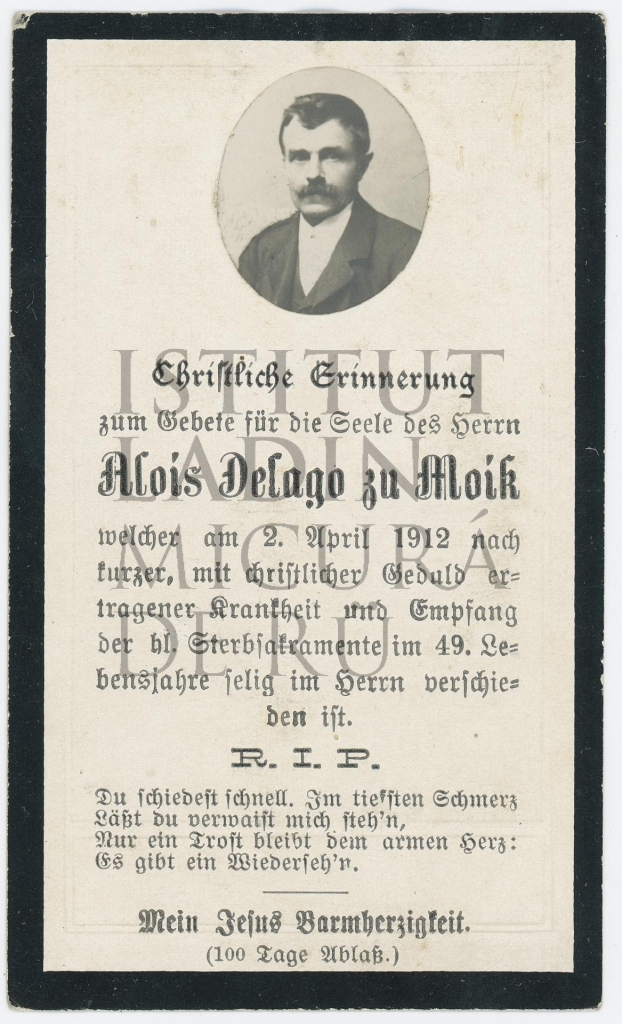 Christliche Erinnerung
zum Gebete für die Seele des Herrn
Alois Delago zu Moik
welcher am 2. April 1912 nach
kurzer, mit christlicher Geduld er=
tragener Krankheit und Empfang
der hl. Sterbsakramente im 49. Le=
bensjahre selig im Herrn verschie=
den ist.
R. I. P.
Du schiedest schnell. Im tiefsten Schmerz
Läßt du verwaist mich steh'n,
Nur ein Trost bleibt dem armen Herz:
Es gibt ein Wiederseh'n.
Mein Jesus Barmherzigkeit.
(100 Tage Ablaß.)
ISTITUT
LADIN
MICURÁ
DE RÜ